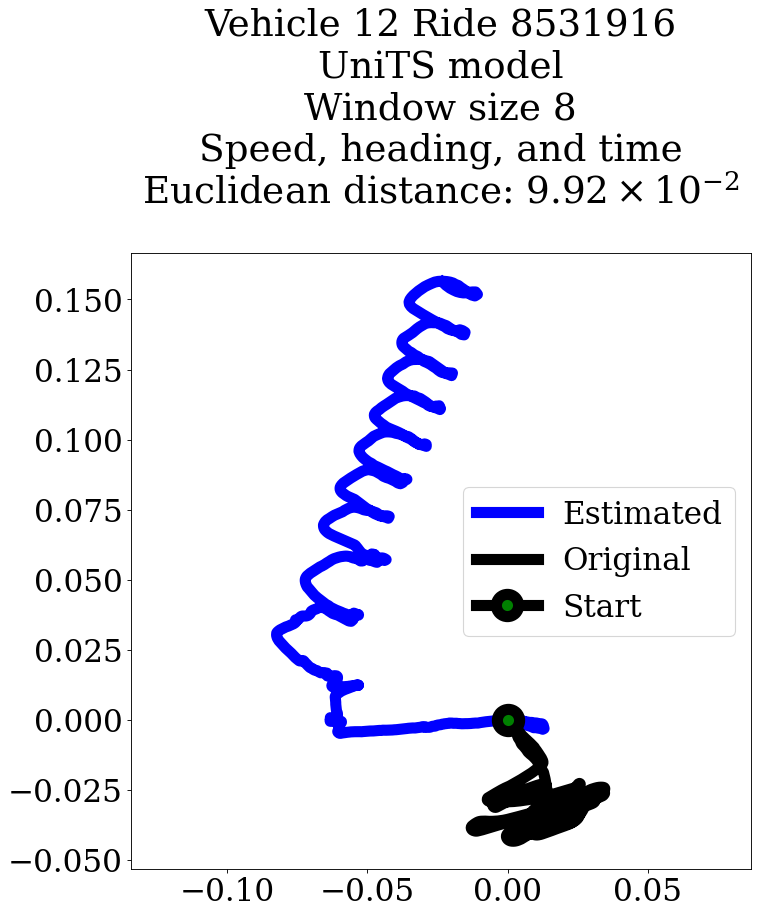 Vehicle 12 Ride 8531916
UniTS model
Window size 8
Speed, heading, and time
Euclidean distance: 9.92 × 10⁻²
0.150
0.125
0.100
0.075
0.050
0.025
0.000
−0.025
−0.050
Estimated
Original
Start
−0.10
−0.05
0.00
0.05